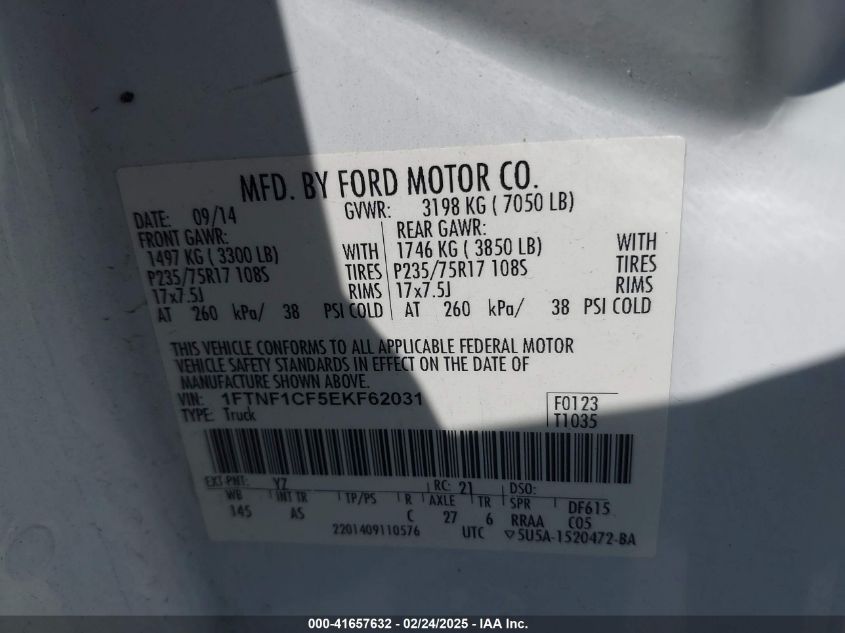 MFD. BY FORD MOTOR CO.
DATE: 09/14 GVWR: 3198 KG ( 7050 LB)
FRONT GAWR: REAR GAWR:
1497 KG ( 3300 LB) WITH 1746 KG ( 3850 LB) WITH
P235/75R17 108S TIRES P235/75R17 108S TIRES
17x7.5J RIMS 17x7.5J RIMS
AT 260 kPa/ 38 PSI COLD AT 260 kPa/ 38 PSI COLD
THIS VEHICLE CONFORMS TO ALL APPLICABLE FEDERAL MOTOR
VEHICLE SAFETY STANDARDS IN EFFECT ON THE DATE OF
MANUFACTURE SHOWN ABOVE.
VIN: 1FTNF1CF5EKF62031 F0123
TYPE: Truck T1035
EXT PNT: YZ RC: 21 DSO:
WB INT TR TP/PS R AXLE TR SPR DF615
145 AS C 27 6 RRAA C05
2201409110576 UTC ▽5U5A-1520472-BA
000-41657632 - 02/24/2025 - IAA Inc.